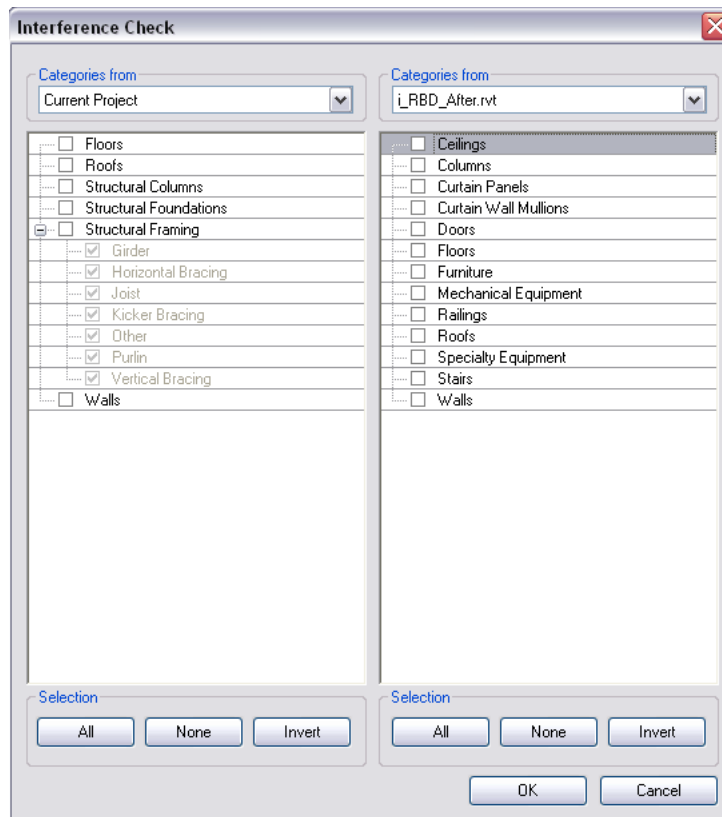 Interference Check
Categories from
Current Project
Floors
Roofs
Structural Columns
Structural Foundations
Structural Framing
Girder
Horizontal Bracing
Joist
Kicker Bracing
Other
Purlin
Vertical Bracing
Walls
Selection
All None Invert
Categories from
i_RBD_After.rvt
Ceilings
Columns
Curtain Panels
Curtain Wall Mullions
Doors
Floors
Furniture
Mechanical Equipment
Railings
Roofs
Specialty Equipment
Stairs
Walls
Selection
All None Invert
OK Cancel